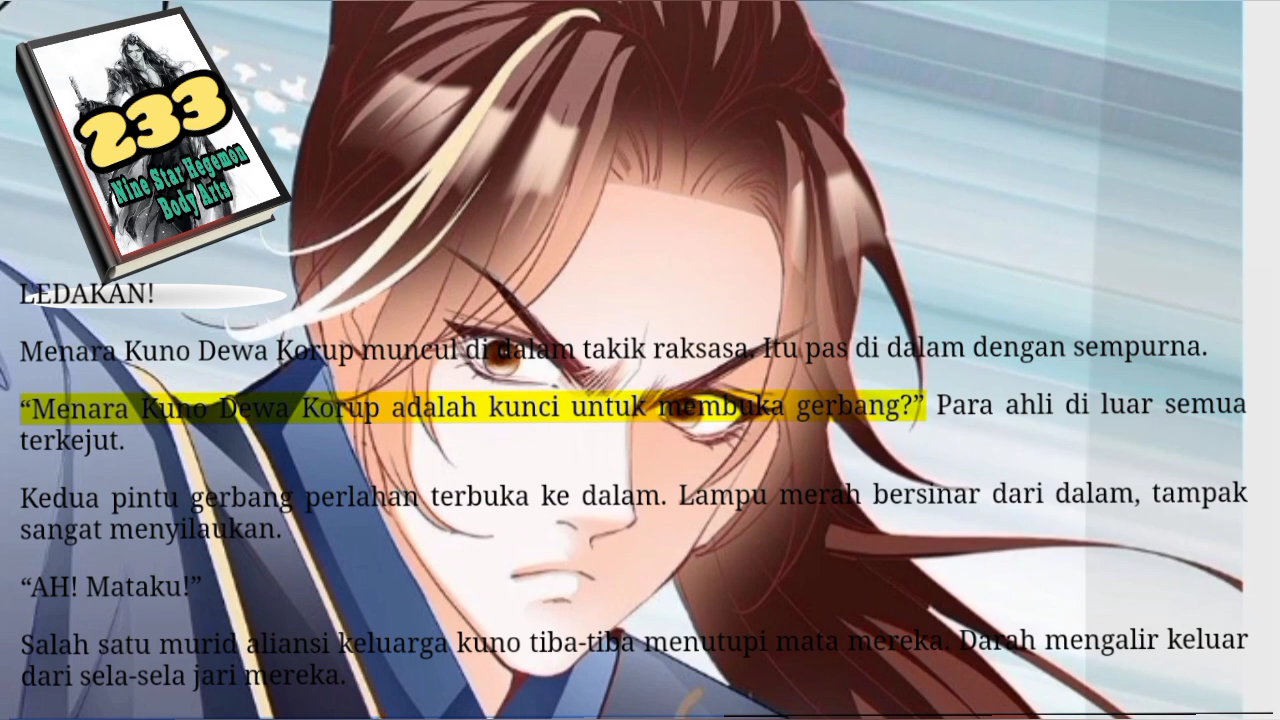 233
Nine Star Hegemon
Body Arts
LEDAKAN!
Menara Kuno Dewa Korup muncul di dalam takik raksasa. Itu pas di dalam dengan sempurna.
“Menara Kuno Dewa Korup adalah kunci untuk membuka gerbang?” Para ahli di luar semua
terkejut.
Kedua pintu gerbang perlahan terbuka ke dalam. Lampu merah bersinar dari dalam, tampak
sangat menyilaukan.
“AH! Mataku!”
Salah satu murid aliansi keluarga kuno tiba-tiba menutupi mata mereka. Darah mengalir keluar
dari sela-sela jari mereka.